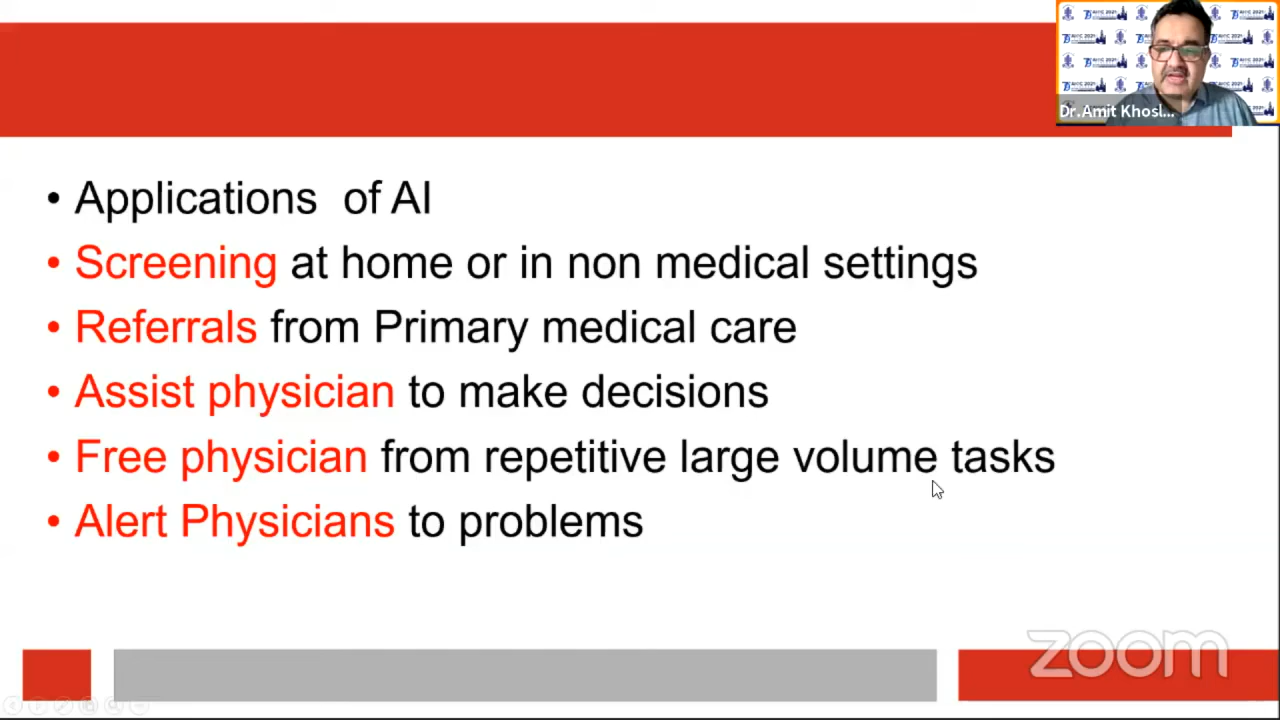 Dr.Amit Khosl...
• Applications of AI
• Screening at home or in non medical settings
• Referrals from Primary medical care
• Assist physician to make decisions
• Free physician from repetitive large volume tasks
• Alert Physicians to problems
zoom